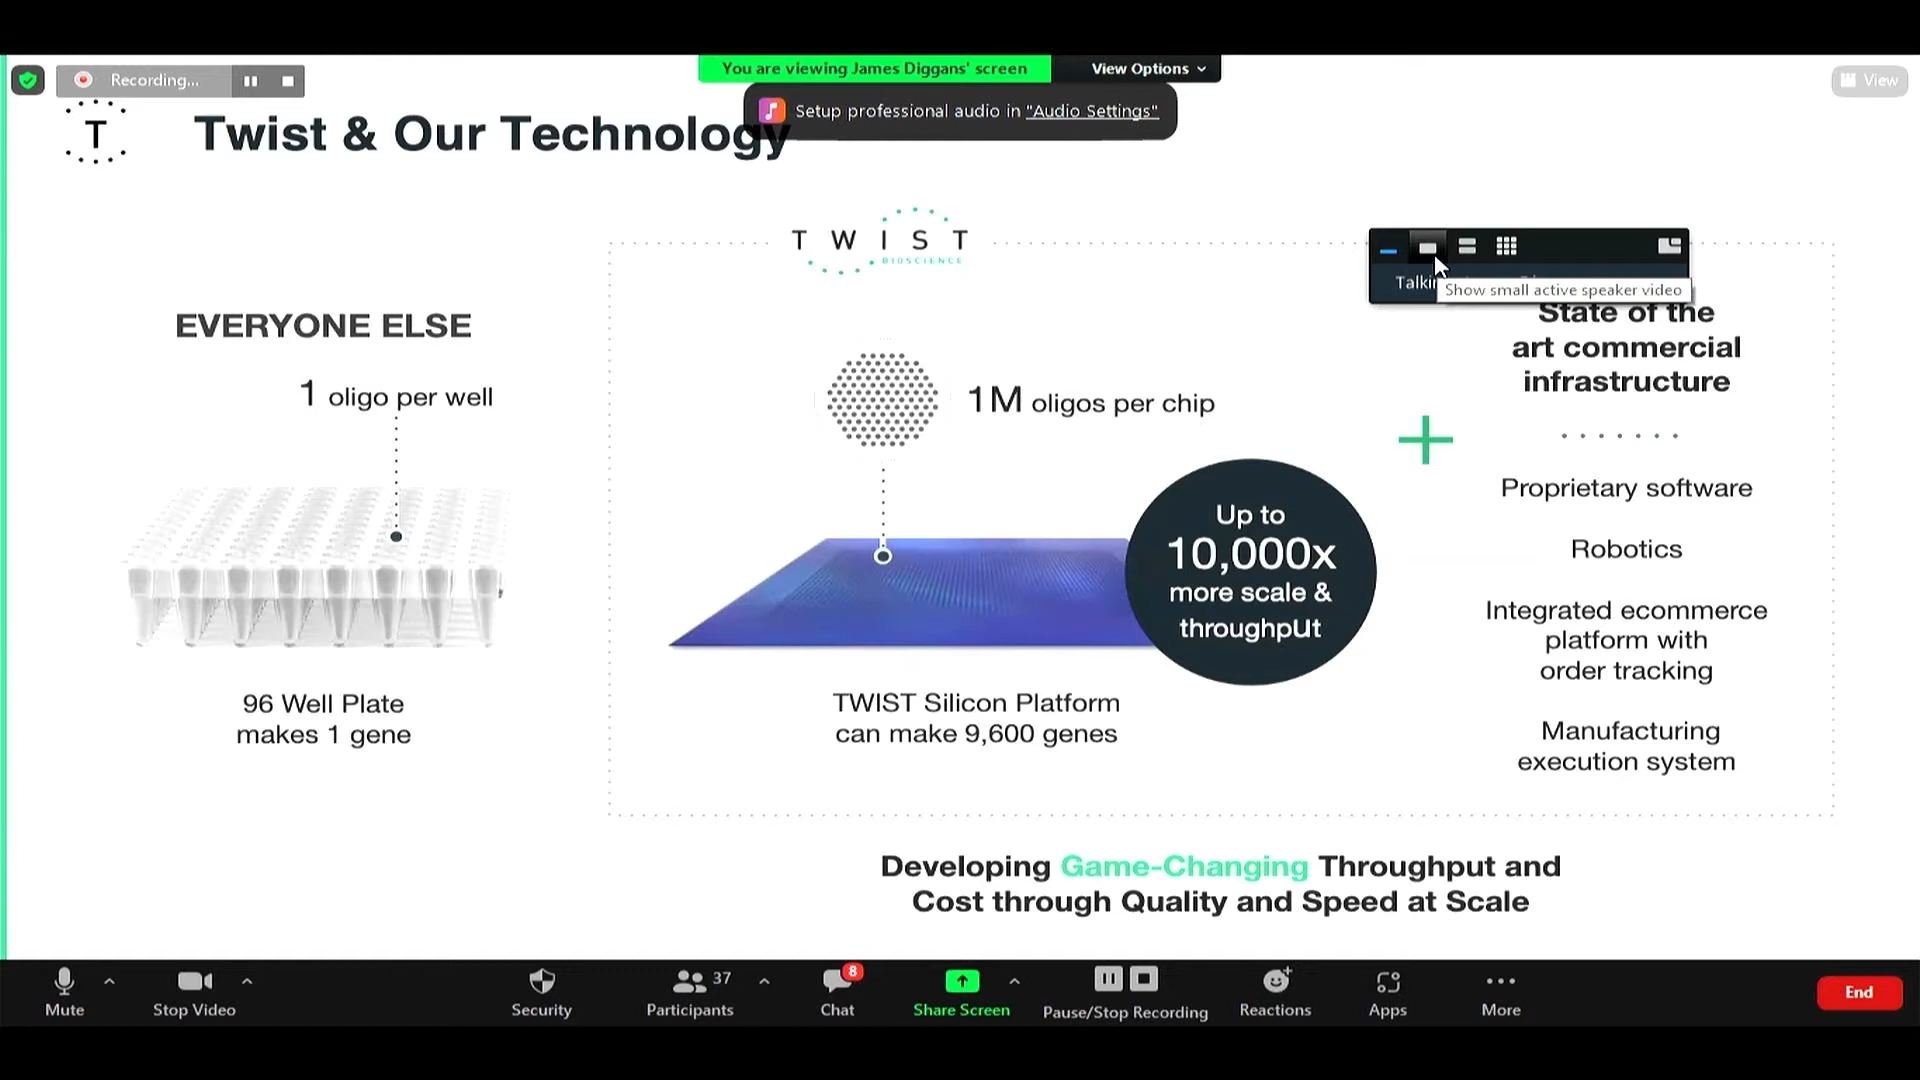 You are viewing James Diggans' screen
View Options
Recording...
View
Setup professional audio in "Audio Settings"
T
Twist & Our Technology
TWIST
BIOSCIENCE
Show small active speaker video
EVERYONE ELSE
1 oligo per well
1M oligos per chip
State of the
art commercial
infrastructure
Up to
10,000x
more scale &
throughput
Proprietary software
Robotics
Integrated ecommerce
platform with
order tracking
Manufacturing
execution system
96 Well Plate
makes 1 gene
TWIST Silicon Platform
can make 9,600 genes
Developing Game-Changing Throughput and
Cost through Quality and Speed at Scale
Mute
Stop Video
Security
Participants
37
Chat
8
Share Screen
Pause/Stop Recording
Reactions
Apps
More
End